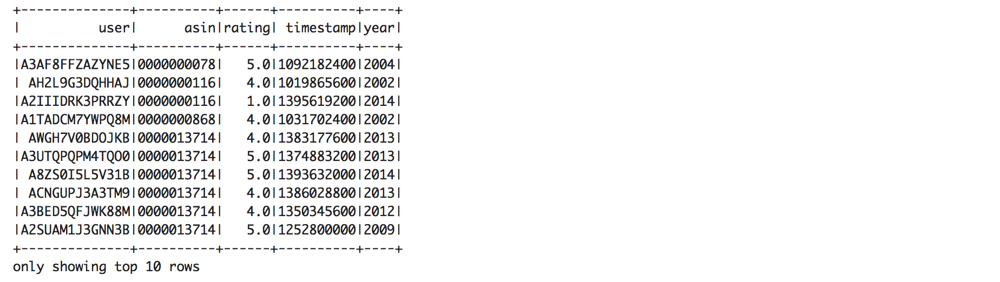 +--------------+----------+------+----------+----+
|          user|      asin|rating| timestamp|year|
+--------------+----------+------+----------+----+
|A3AF8FFZAZYNE5|0000000078|   5.0|1092182400|2004|
| AH2L9G3DQHHAJ|0000000116|   4.0|1019865600|2002|
|A2IIIDRK3PRRZY|0000000116|   1.0|1395619200|2014|
|A1TADCM7YWPQ8M|0000000868|   4.0|1031702400|2002|
| AWGH7V0BDOJKB|0000013714|   4.0|1383177600|2013|
|A3UTQPQPM4TQO0|0000013714|   5.0|1374883200|2013|
| A8ZS0I5L5V31B|0000013714|   5.0|1393632000|2014|
| ACNGUPJ3A3TM9|0000013714|   4.0|1386028800|2013|
|A3BED5QFJWK88M|0000013714|   4.0|1350345600|2012|
|A2SUAM1J3GNN3B|0000013714|   5.0|1252800000|2009|
+--------------+----------+------+----------+----+
only showing top 10 rows